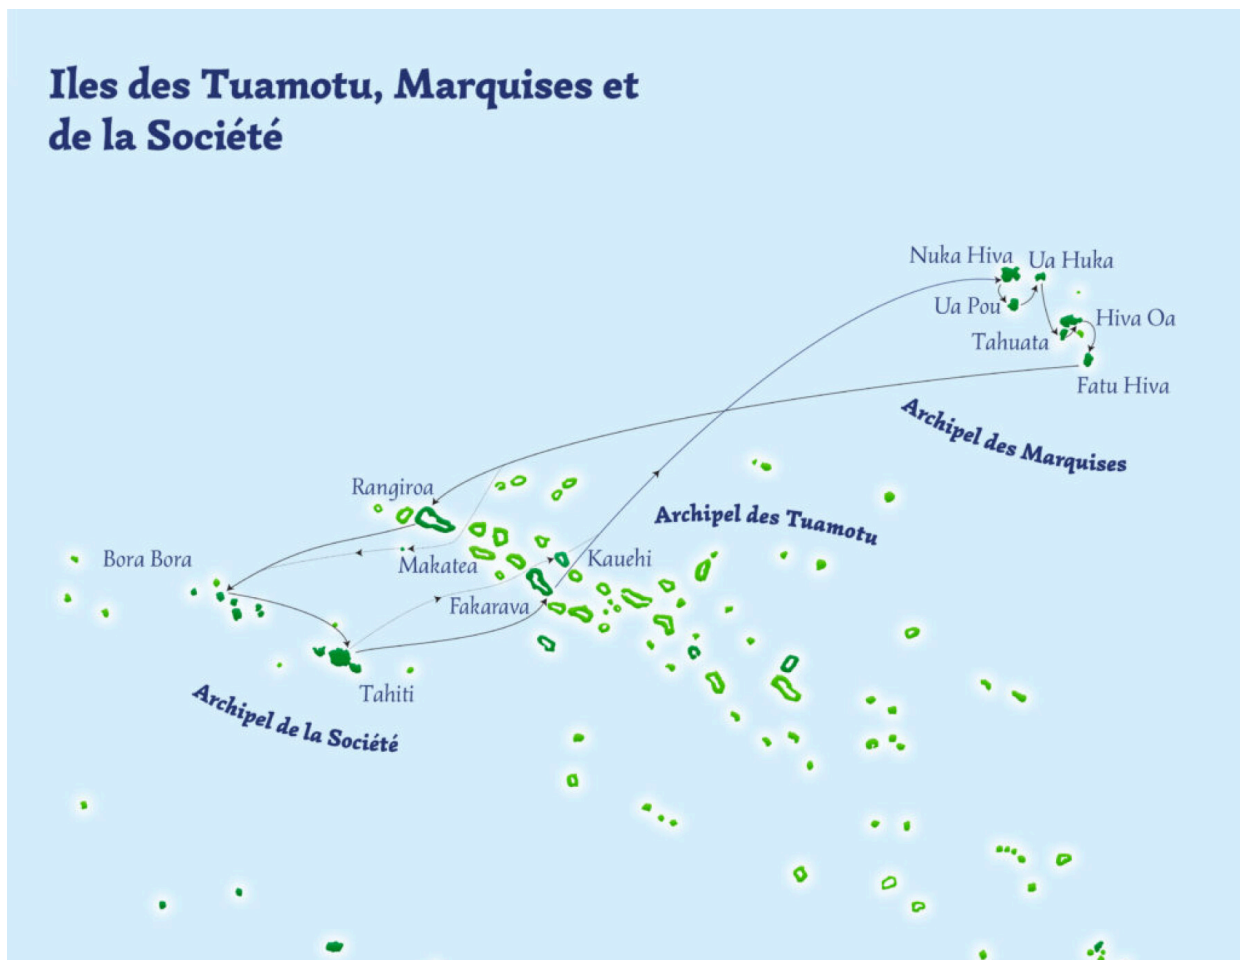 Iles des Tuamotu, Marquises et
de la Société
Nuka Hiva
Ua Huka
Ua Pou
Hiva Oa
Tahuata
Fatu Hiva
Archipel des Marquises
Rangiroa
Archipel des Tuamotu
Bora Bora
Makatea
Kauehi
Fakarava
Tahiti
Archipel de la Société